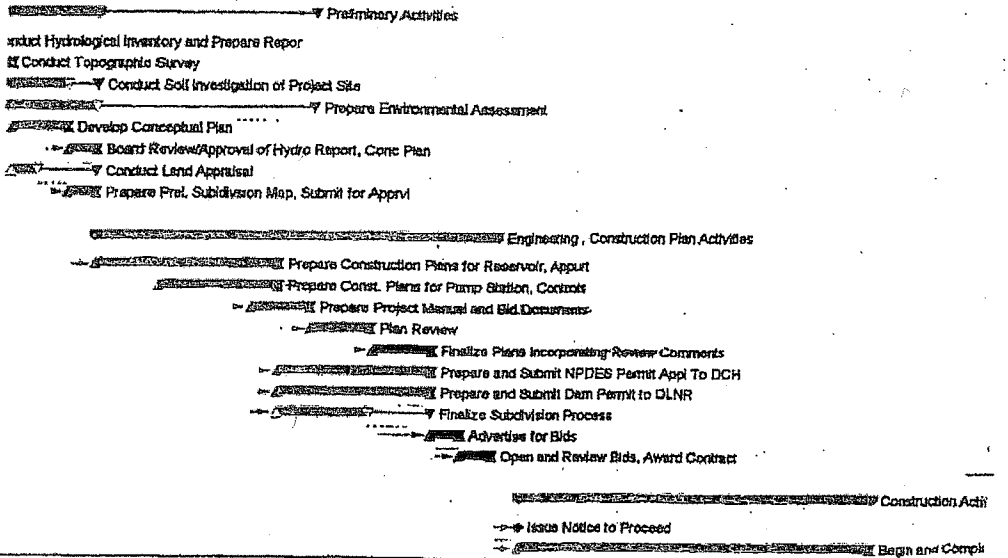 Preliminary Activities
onduct Hydrological Inventory and Prepare Repor
Conduct Topographic Survey
Conduct Soil Investigation of Project Site
Prepare Environmental Assessment
Develop Conceptual Plan
Board Review/Approval of Hydro Report, Conc Plan
Conduct Land Appraisal
Prepare Prel. Subdivision Map, Submit for Apprvl
Engineering , Construction Plan Activities
Prepare Construction Plans for Reservoir, Appurt
Prepare Const. Plans for Pump Station, Controls
Prepare Project Manual and Bid Documents
Plan Review
Finalize Plans Incorporating Review Comments
Prepare and Submit NPDES Permit Appl To DOH
Prepare and Submit Dam Permit to DLNR
Finalize Subdivision Process
Advertise for Bids
Open and Review Bids, Award Contract
Construction Acti
Issue Notice to Proceed
Begin and Compl